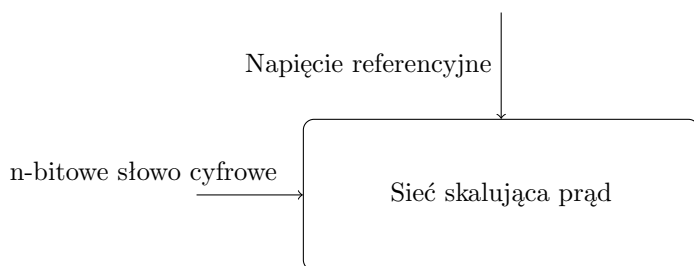 Napięcie referencyjne
n-bitowe słowo cyfrowe
Sieć skalująca prąd